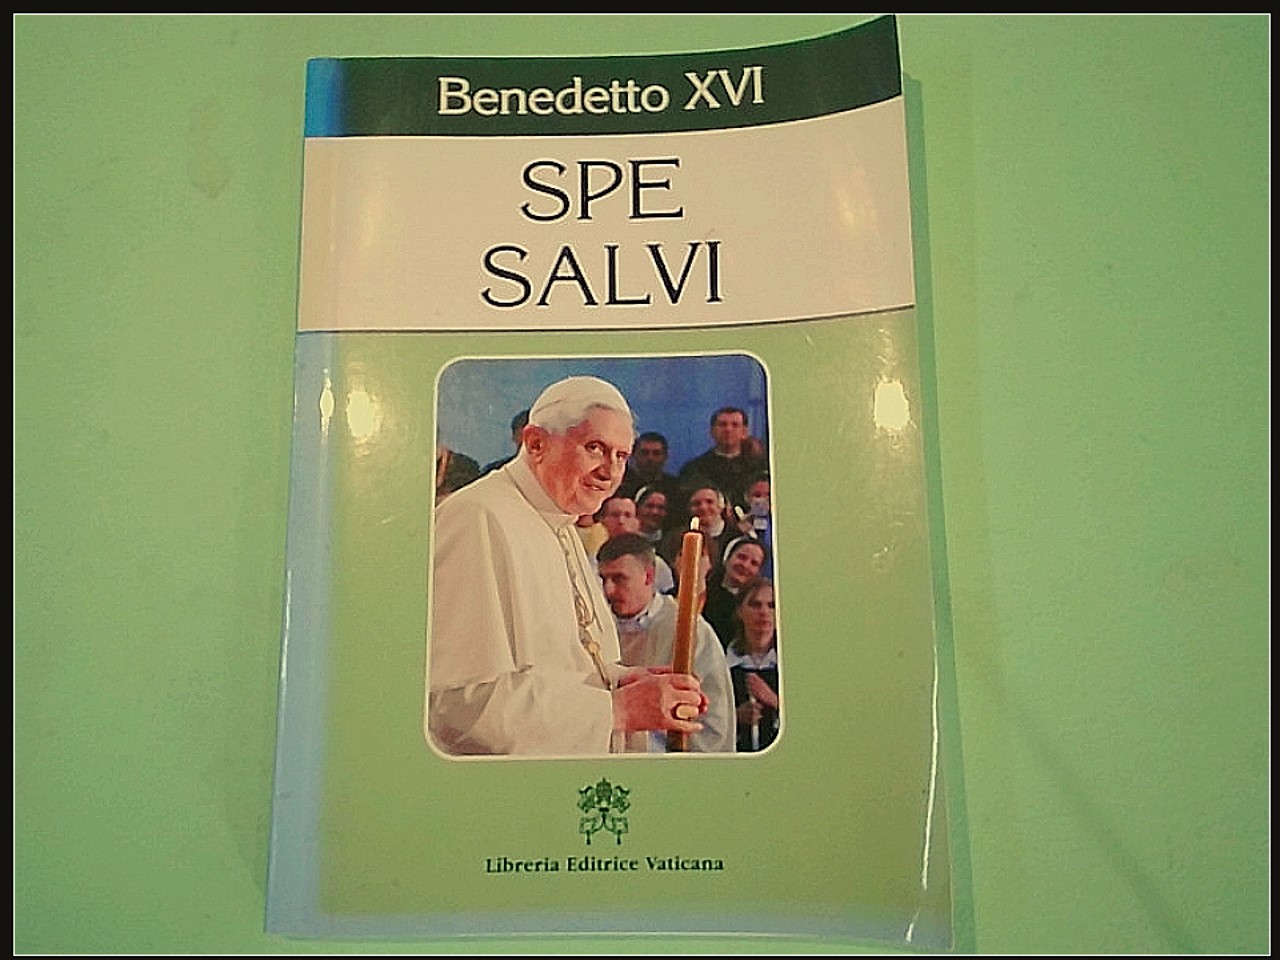 Benedetto XVI
SPE
SALVI
Libreria Editrice Vaticana